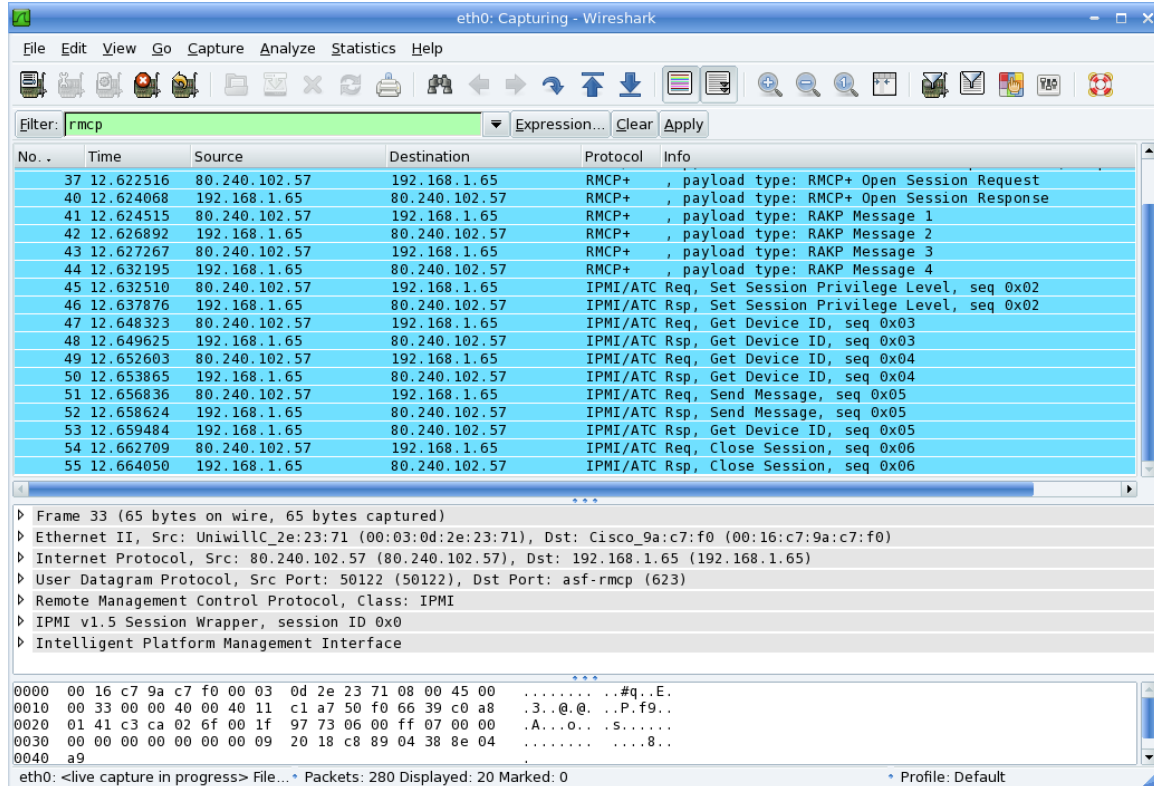 eth0: Capturing - Wireshark
File Edit View Go Capture Analyze Statistics Help
Filter: rmcp Expression... Clear Apply
No. . Time Source Destination Protocol Info
37 12.622516 80.240.102.57 192.168.1.65 RMCP+ , payload type: RMCP+ Open Session Request
40 12.624068 192.168.1.65 80.240.102.57 RMCP+ , payload type: RMCP+ Open Session Response
41 12.624515 80.240.102.57 192.168.1.65 RMCP+ , payload type: RAKP Message 1
42 12.626892 192.168.1.65 80.240.102.57 RMCP+ , payload type: RAKP Message 2
43 12.627267 80.240.102.57 192.168.1.65 RMCP+ , payload type: RAKP Message 3
44 12.632195 192.168.1.65 80.240.102.57 RMCP+ , payload type: RAKP Message 4
45 12.632510 80.240.102.57 192.168.1.65 IPMI/ATC Req, Set Session Privilege Level, seq 0x02
46 12.637876 192.168.1.65 80.240.102.57 IPMI/ATC Rsp, Set Session Privilege Level, seq 0x02
47 12.648323 80.240.102.57 192.168.1.65 IPMI/ATC Req, Get Device ID, seq 0x03
48 12.649625 192.168.1.65 80.240.102.57 IPMI/ATC Rsp, Get Device ID, seq 0x03
49 12.652603 80.240.102.57 192.168.1.65 IPMI/ATC Req, Get Device ID, seq 0x04
50 12.653865 192.168.1.65 80.240.102.57 IPMI/ATC Rsp, Get Device ID, seq 0x04
51 12.656836 80.240.102.57 192.168.1.65 IPMI/ATC Req, Send Message, seq 0x05
52 12.658624 192.168.1.65 80.240.102.57 IPMI/ATC Rsp, Send Message, seq 0x05
53 12.659484 192.168.1.65 80.240.102.57 IPMI/ATC Rsp, Get Device ID, seq 0x05
54 12.662709 80.240.102.57 192.168.1.65 IPMI/ATC Req, Close Session, seq 0x06
55 12.664050 192.168.1.65 80.240.102.57 IPMI/ATC Rsp, Close Session, seq 0x06
Frame 33 (65 bytes on wire, 65 bytes captured)
Ethernet II, Src: UniwillC_2e:23:71 (00:03:0d:2e:23:71), Dst: Cisco_9a:c7:f0 (00:16:c7:9a:c7:f0)
Internet Protocol, Src: 80.240.102.57 (80.240.102.57), Dst: 192.168.1.65 (192.168.1.65)
User Datagram Protocol, Src Port: 50122 (50122), Dst Port: asf-rmcp (623)
Remote Management Control Protocol, Class: IPMI
IPMI v1.5 Session Wrapper, session ID 0x0
Intelligent Platform Management Interface
0000 00 16 c7 9a c7 f0 00 03 0d 2e 23 71 08 00 45 00 ........ ..#q..E.
0010 00 33 00 00 40 00 40 11 c1 a7 50 f0 66 39 c0 a8 .3..@.@. ..P.f9..
0020 01 41 c3 ca 02 6f 00 1f 97 73 06 00 ff 07 00 00 .A...o.. .s......
0030 00 00 00 00 00 00 00 09 20 18 c8 89 04 38 8e 04 ........ ....8..
0040 a9 .
eth0: <live capture in progress> File... Packets: 280 Displayed: 20 Marked: 0 Profile: Default